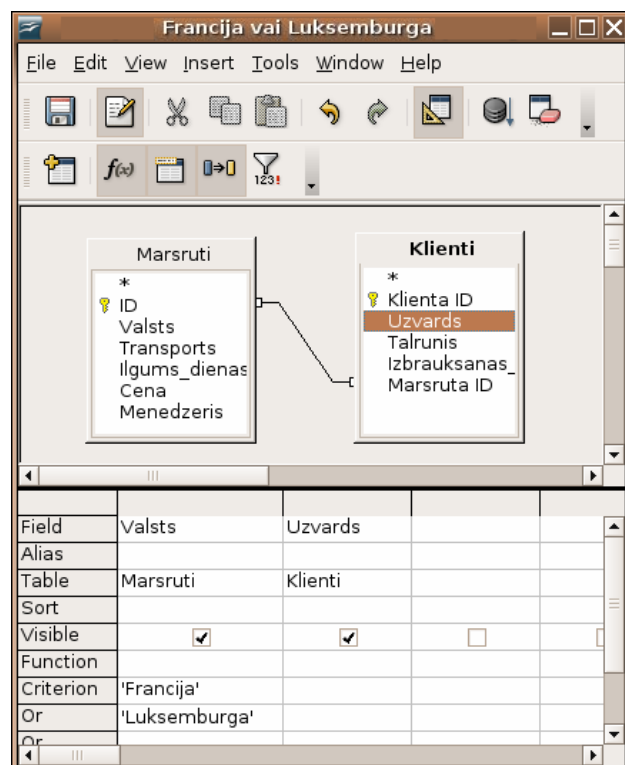 Francija vai Luksemburga
File Edit View Insert Tools Window Help
f(x) 123!
Marsruti
*
ID
Valsts
Transports
Ilgums_dienas
Cena
Menedzeris
Klienti
*
Klienta ID
Uzvards
Talrunis
Izbrauksanas_
Marsruta ID
Field Valsts Uzvards
Alias
Table Marsruti Klienti
Sort
Visible
Function
Criterion 'Francija'
Or 'Luksemburga'
Or